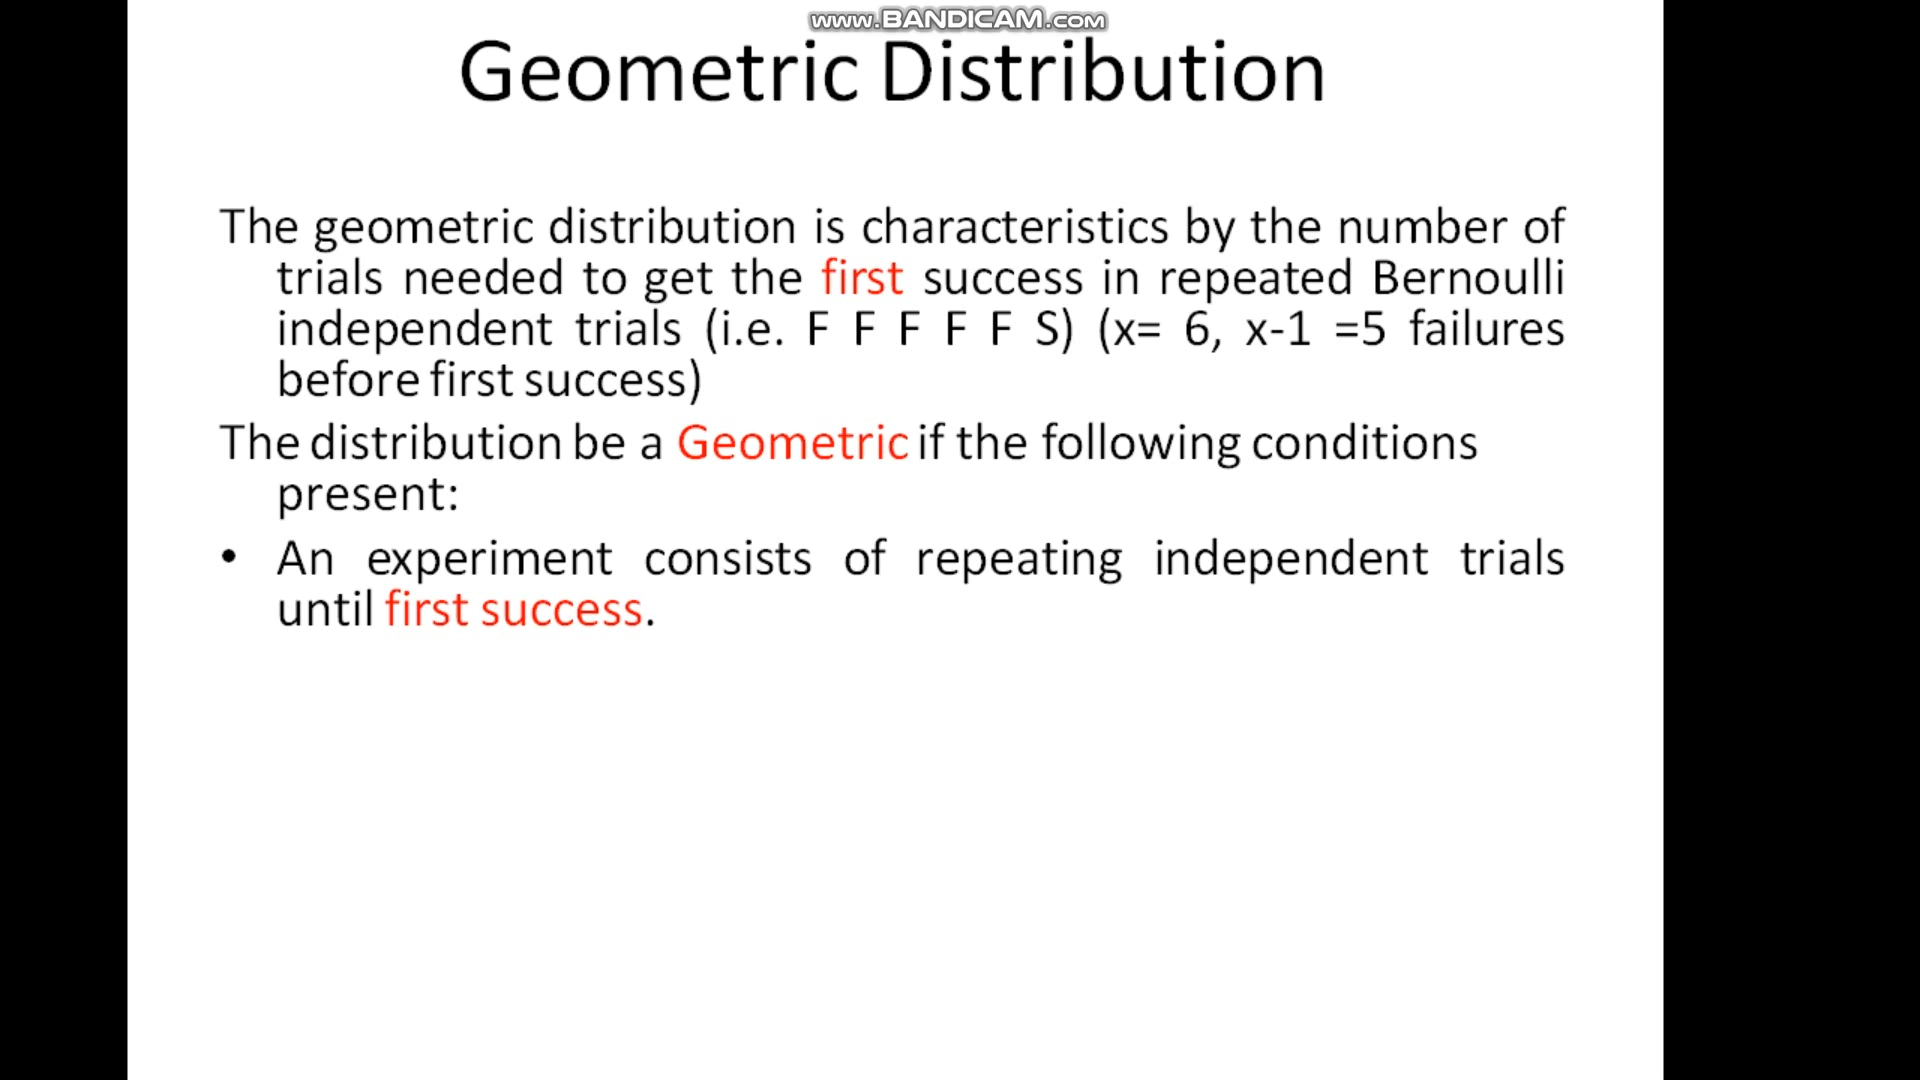 www.BANDICAM.com
Geometric Distribution
The geometric distribution is characteristics by the number of
trials needed to get the first success in repeated Bernoulli
independent trials (i.e. F F F F F S) (x= 6, x-1 =5 failures
before first success)
The distribution be a Geometric if the following conditions
present:
• An experiment consists of repeating independent trials
until first success.